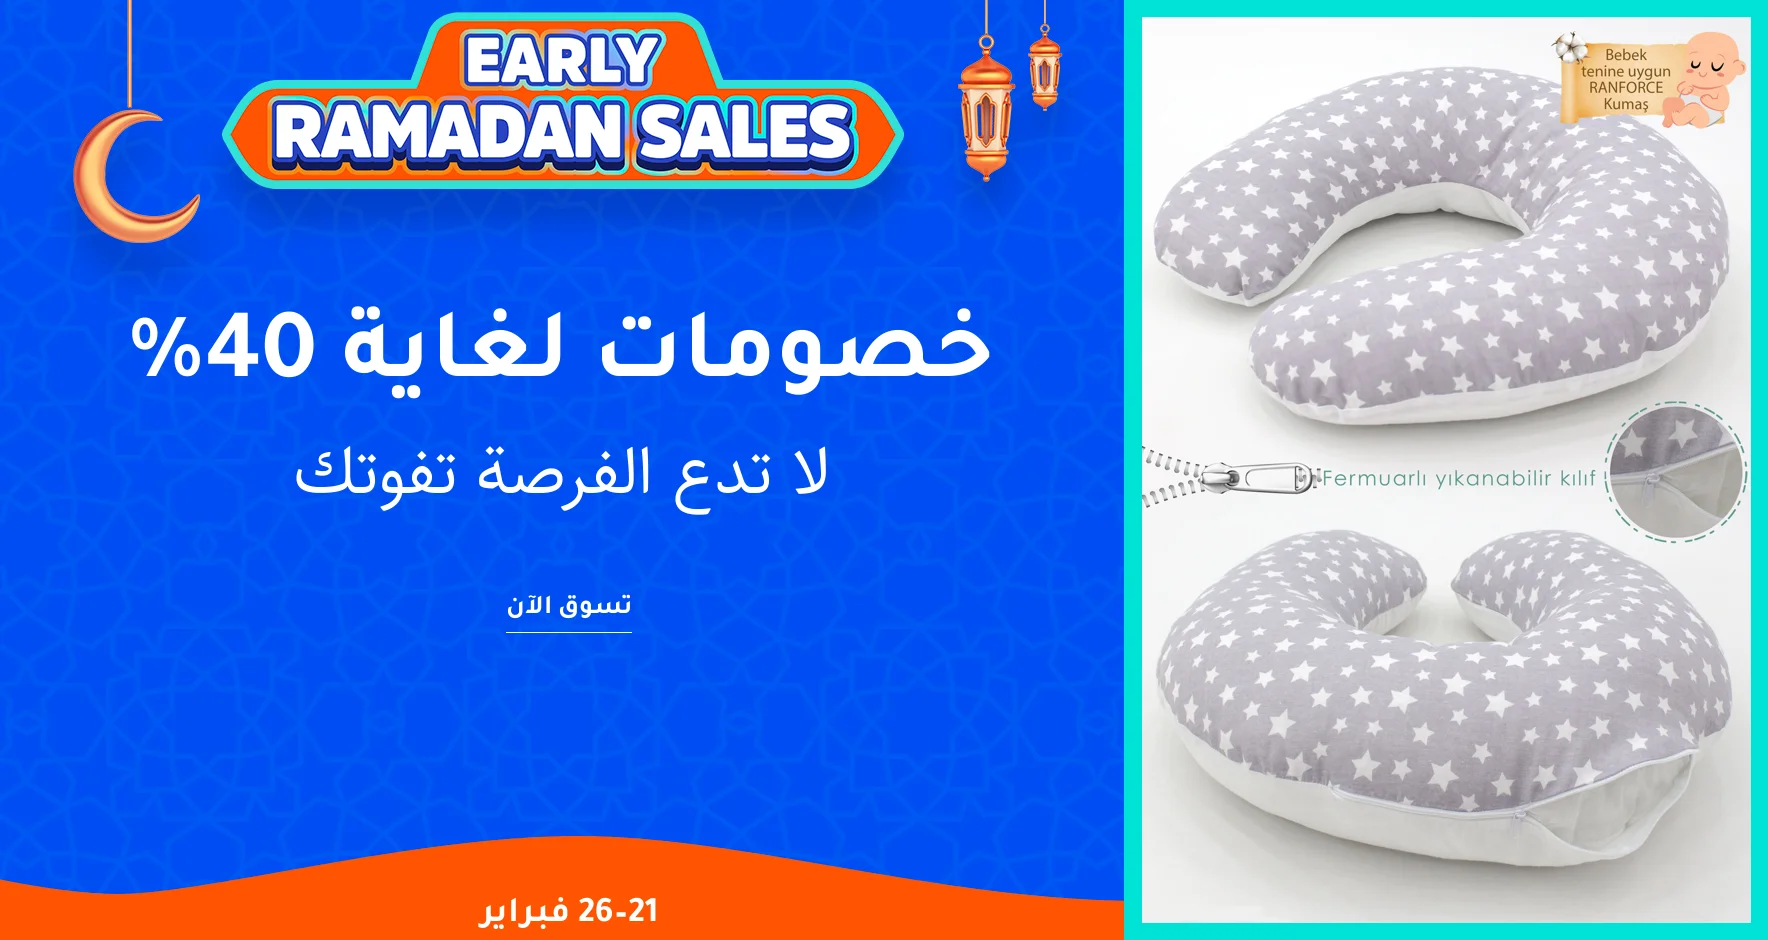 EARLY
RAMADAN SALES
خصومات لغاية 40%
لا تدع الفرصة تفوتك
تسوق الآن
21-26 فبراير
Bebek
tenine uygun
RANFORCE
Kumaş
Fermuarlı yıkanabilir kılıf